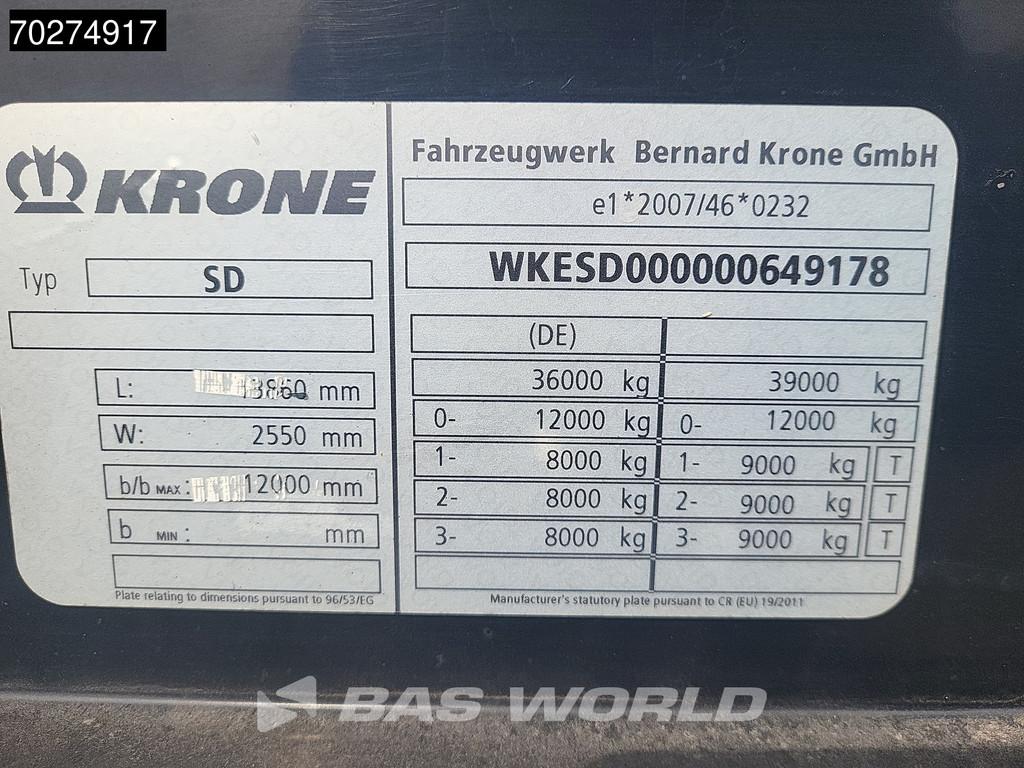 70274917
KRONE
Typ SD
L: 13860 mm
W: 2550 mm
b/b MAX : 12000 mm
b MIN : mm
Plate relating to dimensions pursuant to 96/53/EG
Fahrzeugwerk Bernard Krone GmbH
e1*2007/46*0232
WKESD000000649178
(DE)
36000 kg 39000 kg
0- 12000 kg 0- 12000 kg
1- 8000 kg 1- 9000 kg T
2- 8000 kg 2- 9000 kg T
3- 8000 kg 3- 9000 kg T
Manufacturer's statutory plate pursuant to CR (EU) 19/2011
BAS WORLD